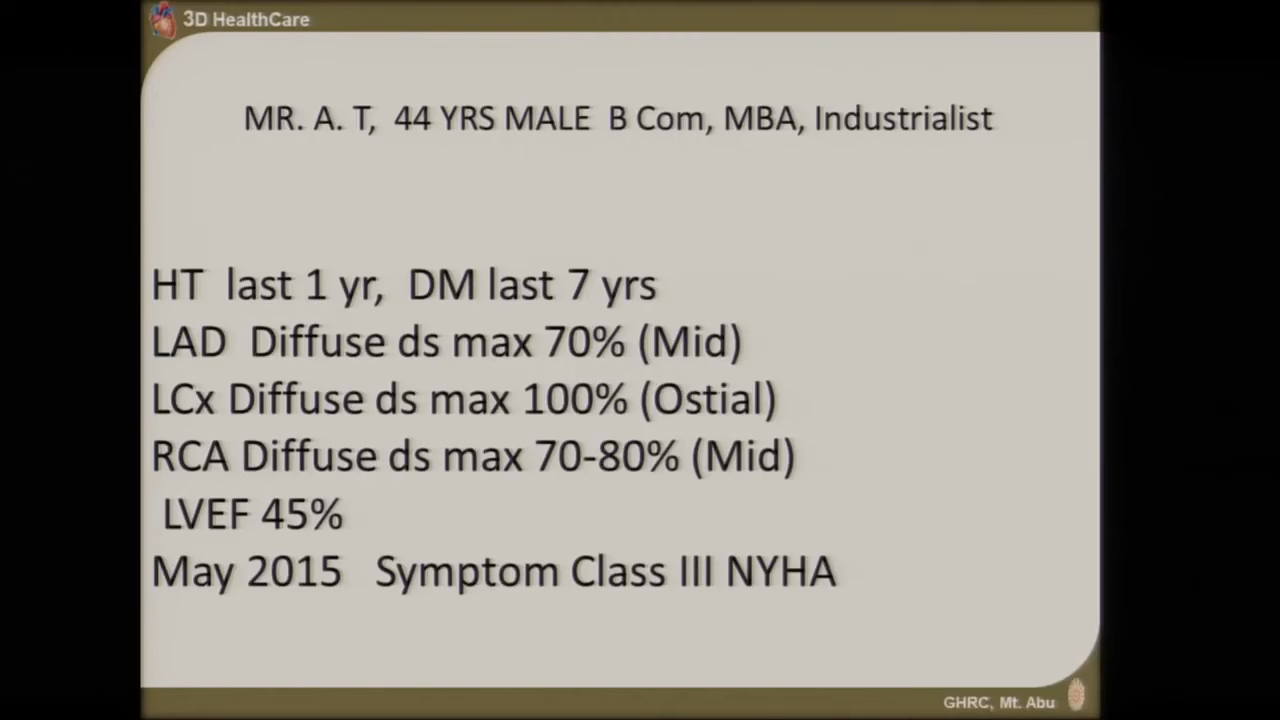 3D HealthCare
MR. A. T, 44 YRS MALE B Com, MBA, Industrialist
HT last 1 yr, DM last 7 yrs
LAD Diffuse ds max 70% (Mid)
LCx Diffuse ds max 100% (Ostial)
RCA Diffuse ds max 70-80% (Mid)
LVEF 45%
May 2015 Symptom Class III NYHA
GHRC, Mt. Abu